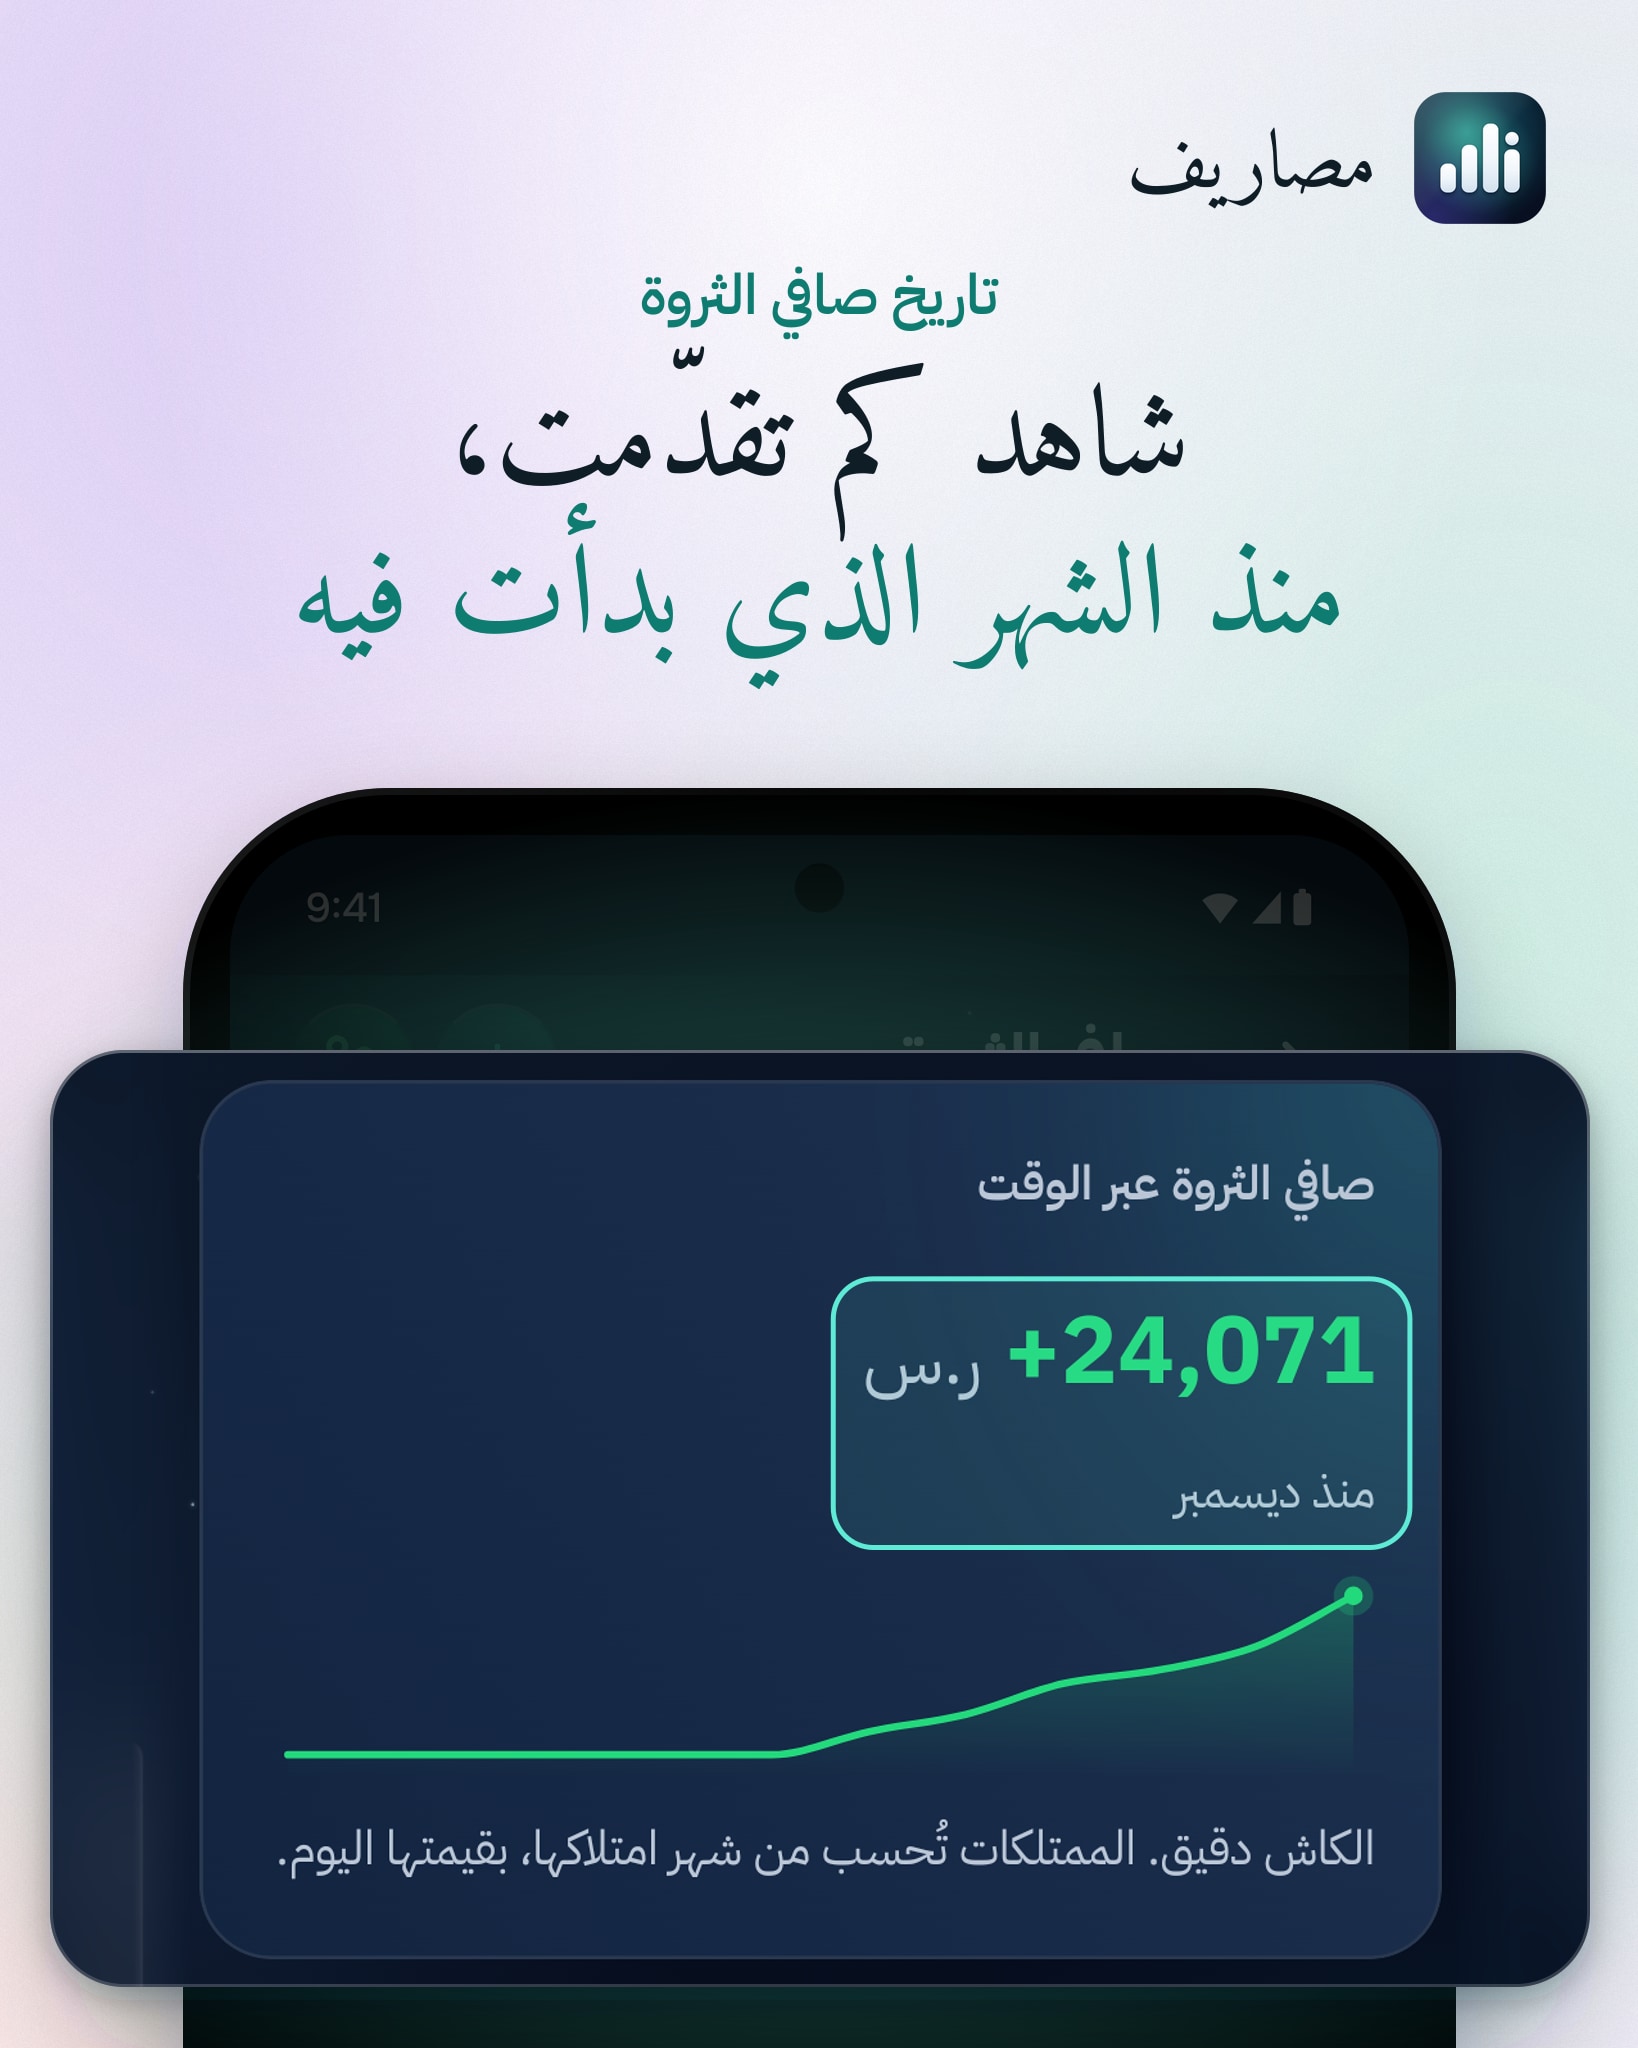 مصاريف
تاريخ صافي الثروة
شاهد كم تقدّمت،
منذ الشهر الذي بدأت فيه
9:41
صافي الثروة عبر الوقت
+24,071 ر.س
منذ ديسمبر
الكاش دقيق. الممتلكات تُحسب من شهر امتلاكها، بقيمتها اليوم.